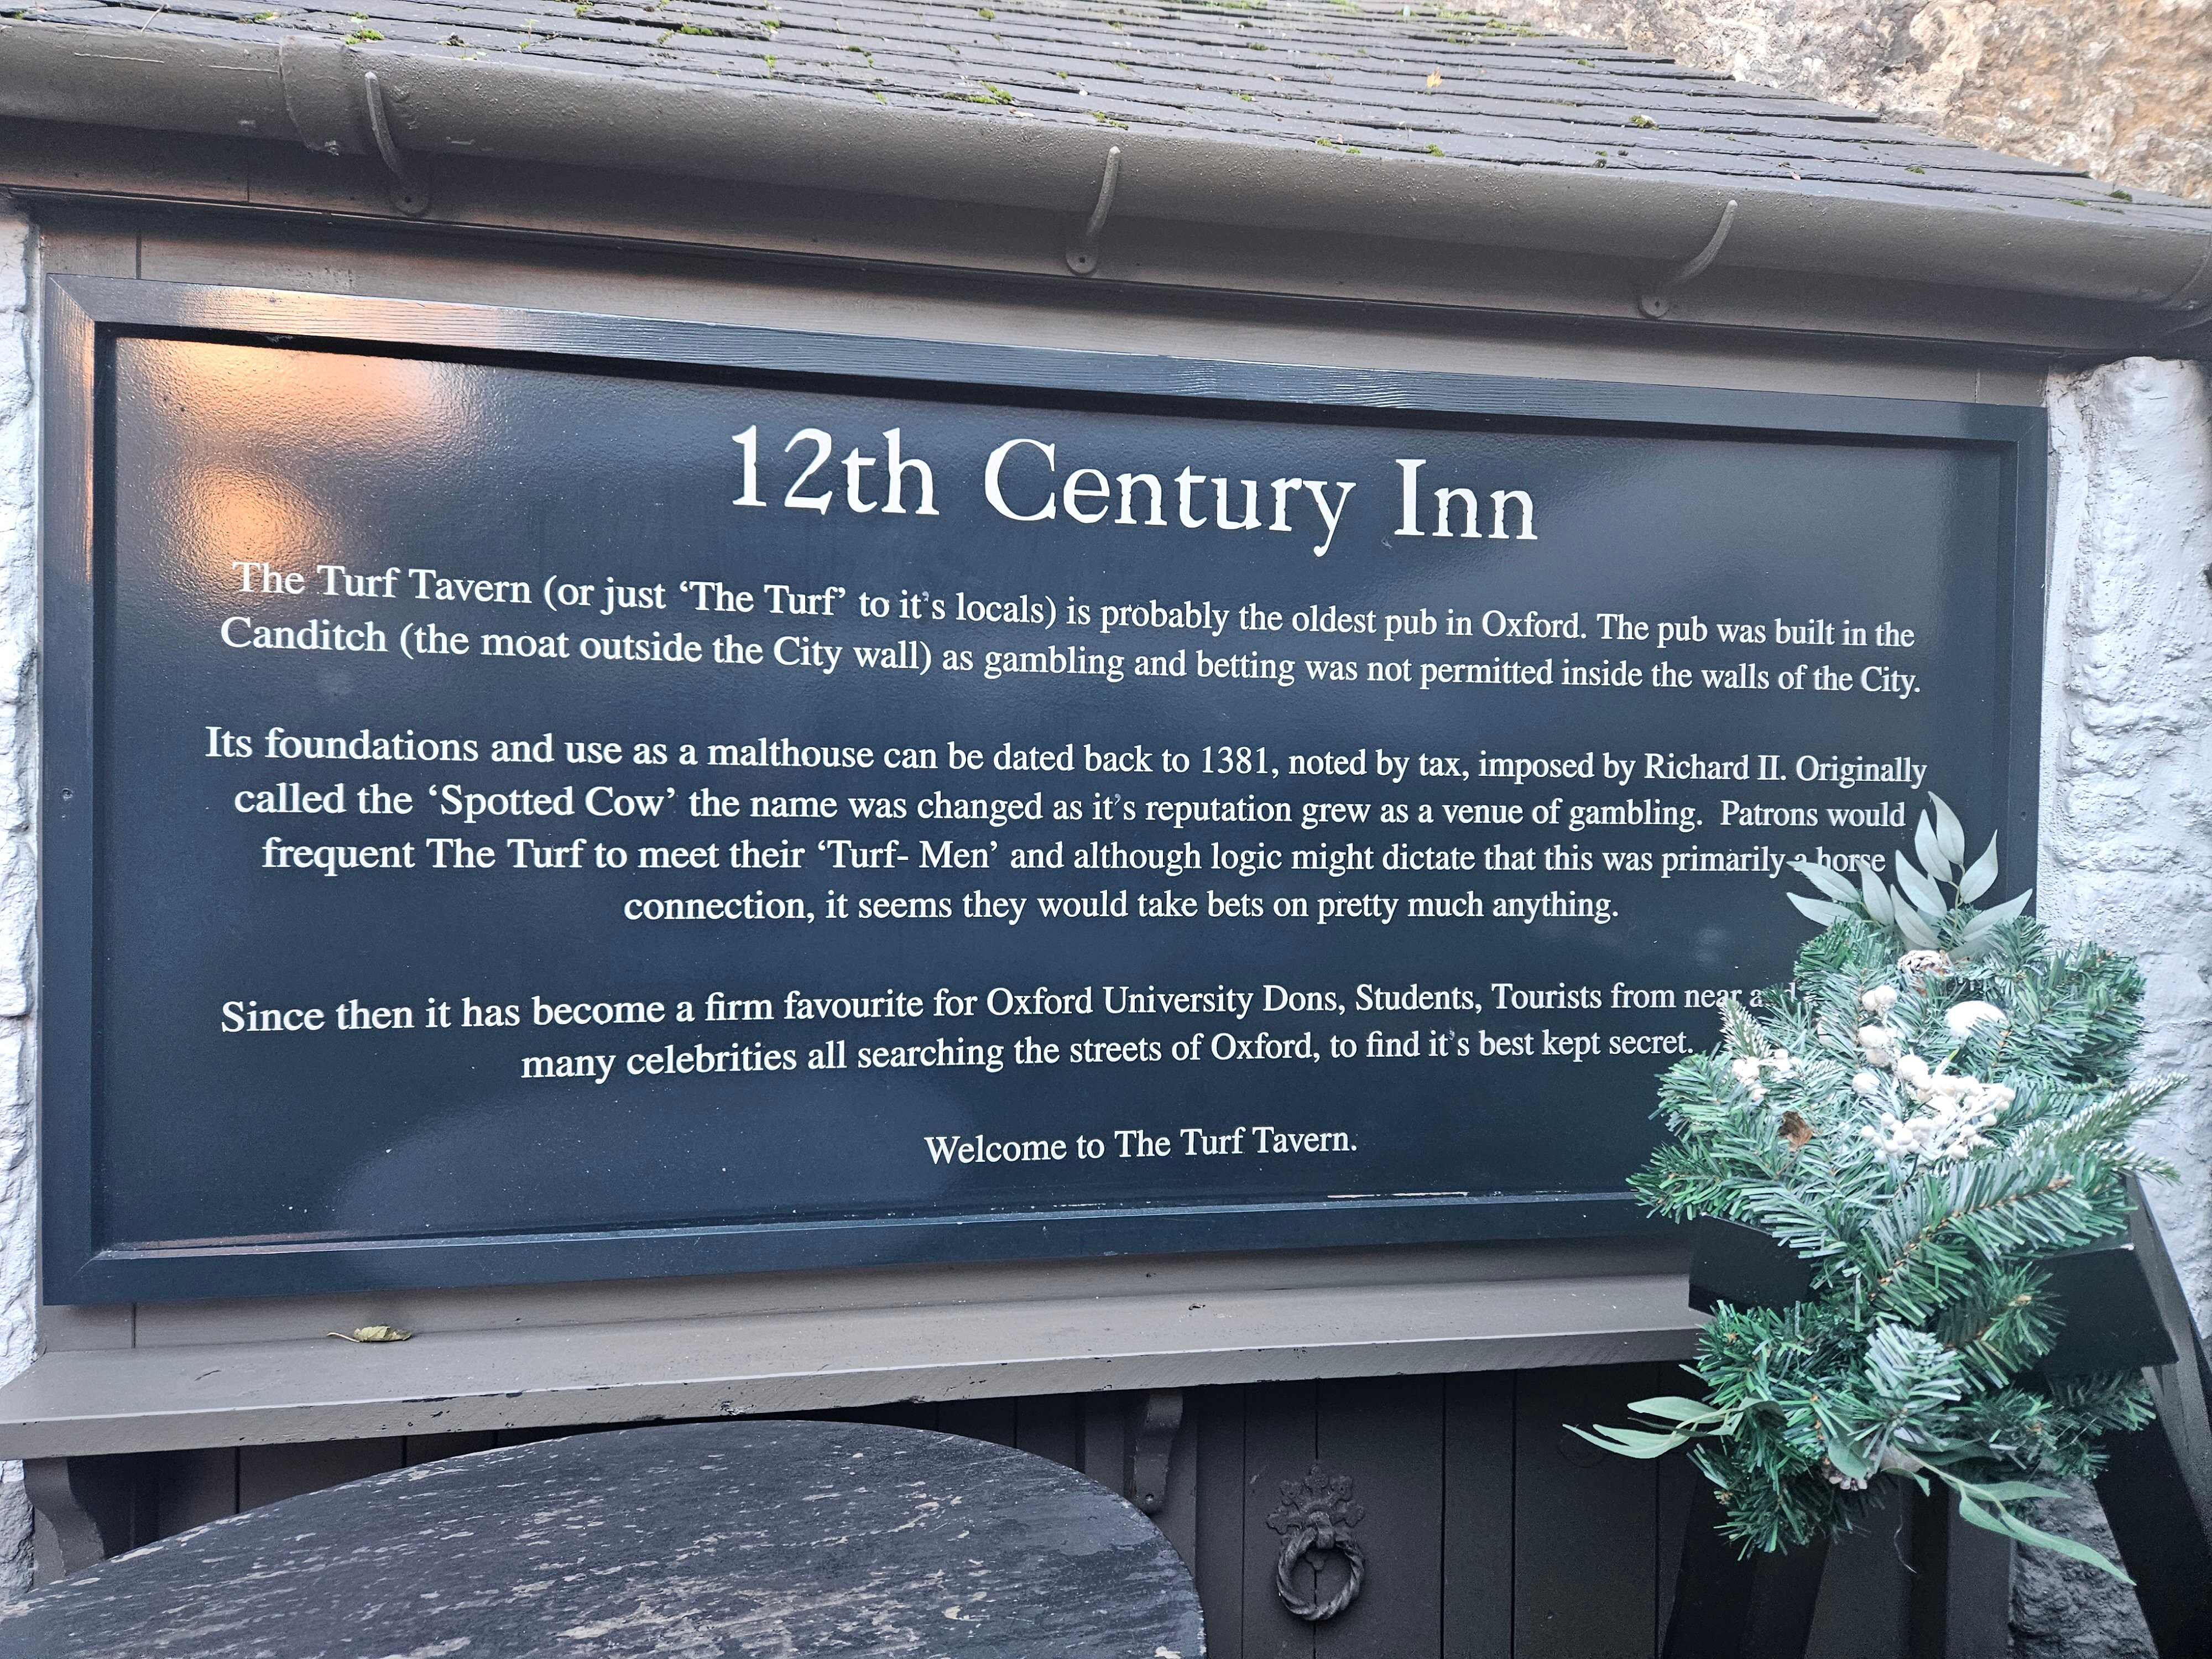 12th Century Inn
The Turf Tavern (or just ‘The Turf’ to it's locals) is probably the oldest pub in Oxford. The pub was built in the
Canditch (the moat outside the City wall) as gambling and betting was not permitted inside the walls of the City.
Its foundations and use as a malthouse can be dated back to 1381, noted by tax, imposed by Richard II. Originally
called the ‘Spotted Cow’ the name was changed as it's reputation grew as a venue of gambling. Patrons would
frequent The Turf to meet their ‘Turf- Men’ and although logic might dictate that this was primarily a horse
connection, it seems they would take bets on pretty much anything.
Since then it has become a firm favourite for Oxford University Dons, Students, Tourists from near and
many celebrities all searching the streets of Oxford, to find it's best kept secret.
Welcome to The Turf Tavern.